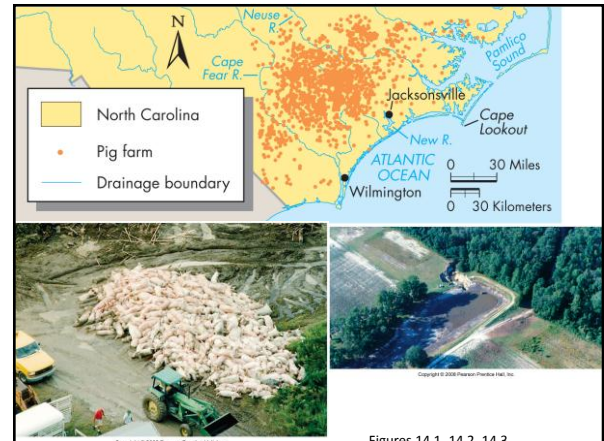 N
Neuse
R.
Cape
Fear R.
Pamlico
Sound
Jacksonsville
Cape
Lookout
New R.
ATLANTIC
OCEAN
Wilmington
North Carolina
Pig farm
Drainage boundary
0 30 Miles
0 30 Kilometers
Copyright © 2008 Pearson Prentice Hall, Inc.
Figures 14.1, 14.2, 14.3